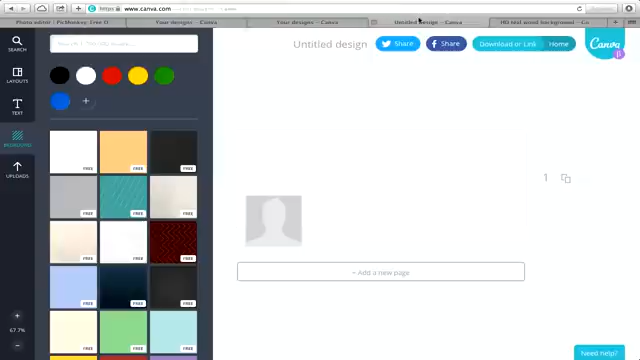 https www.canva.com
Photo editor | PicMonkey: Free O
Your designs – Canva
Your designs – Canva
Untitled design – Canva
HD teal wood background - Go
SEARCH
LAYOUTS
TEXT
BKGROUND
UPLOADS
67.7%
Untitled design
Share
Share
Download or Link
Home
Canva
β
FREE FREE FREE
FREE FREE FREE
FREE FREE FREE
FREE FREE FREE
FREE FREE FREE
1
+ Add a new page
Need help?